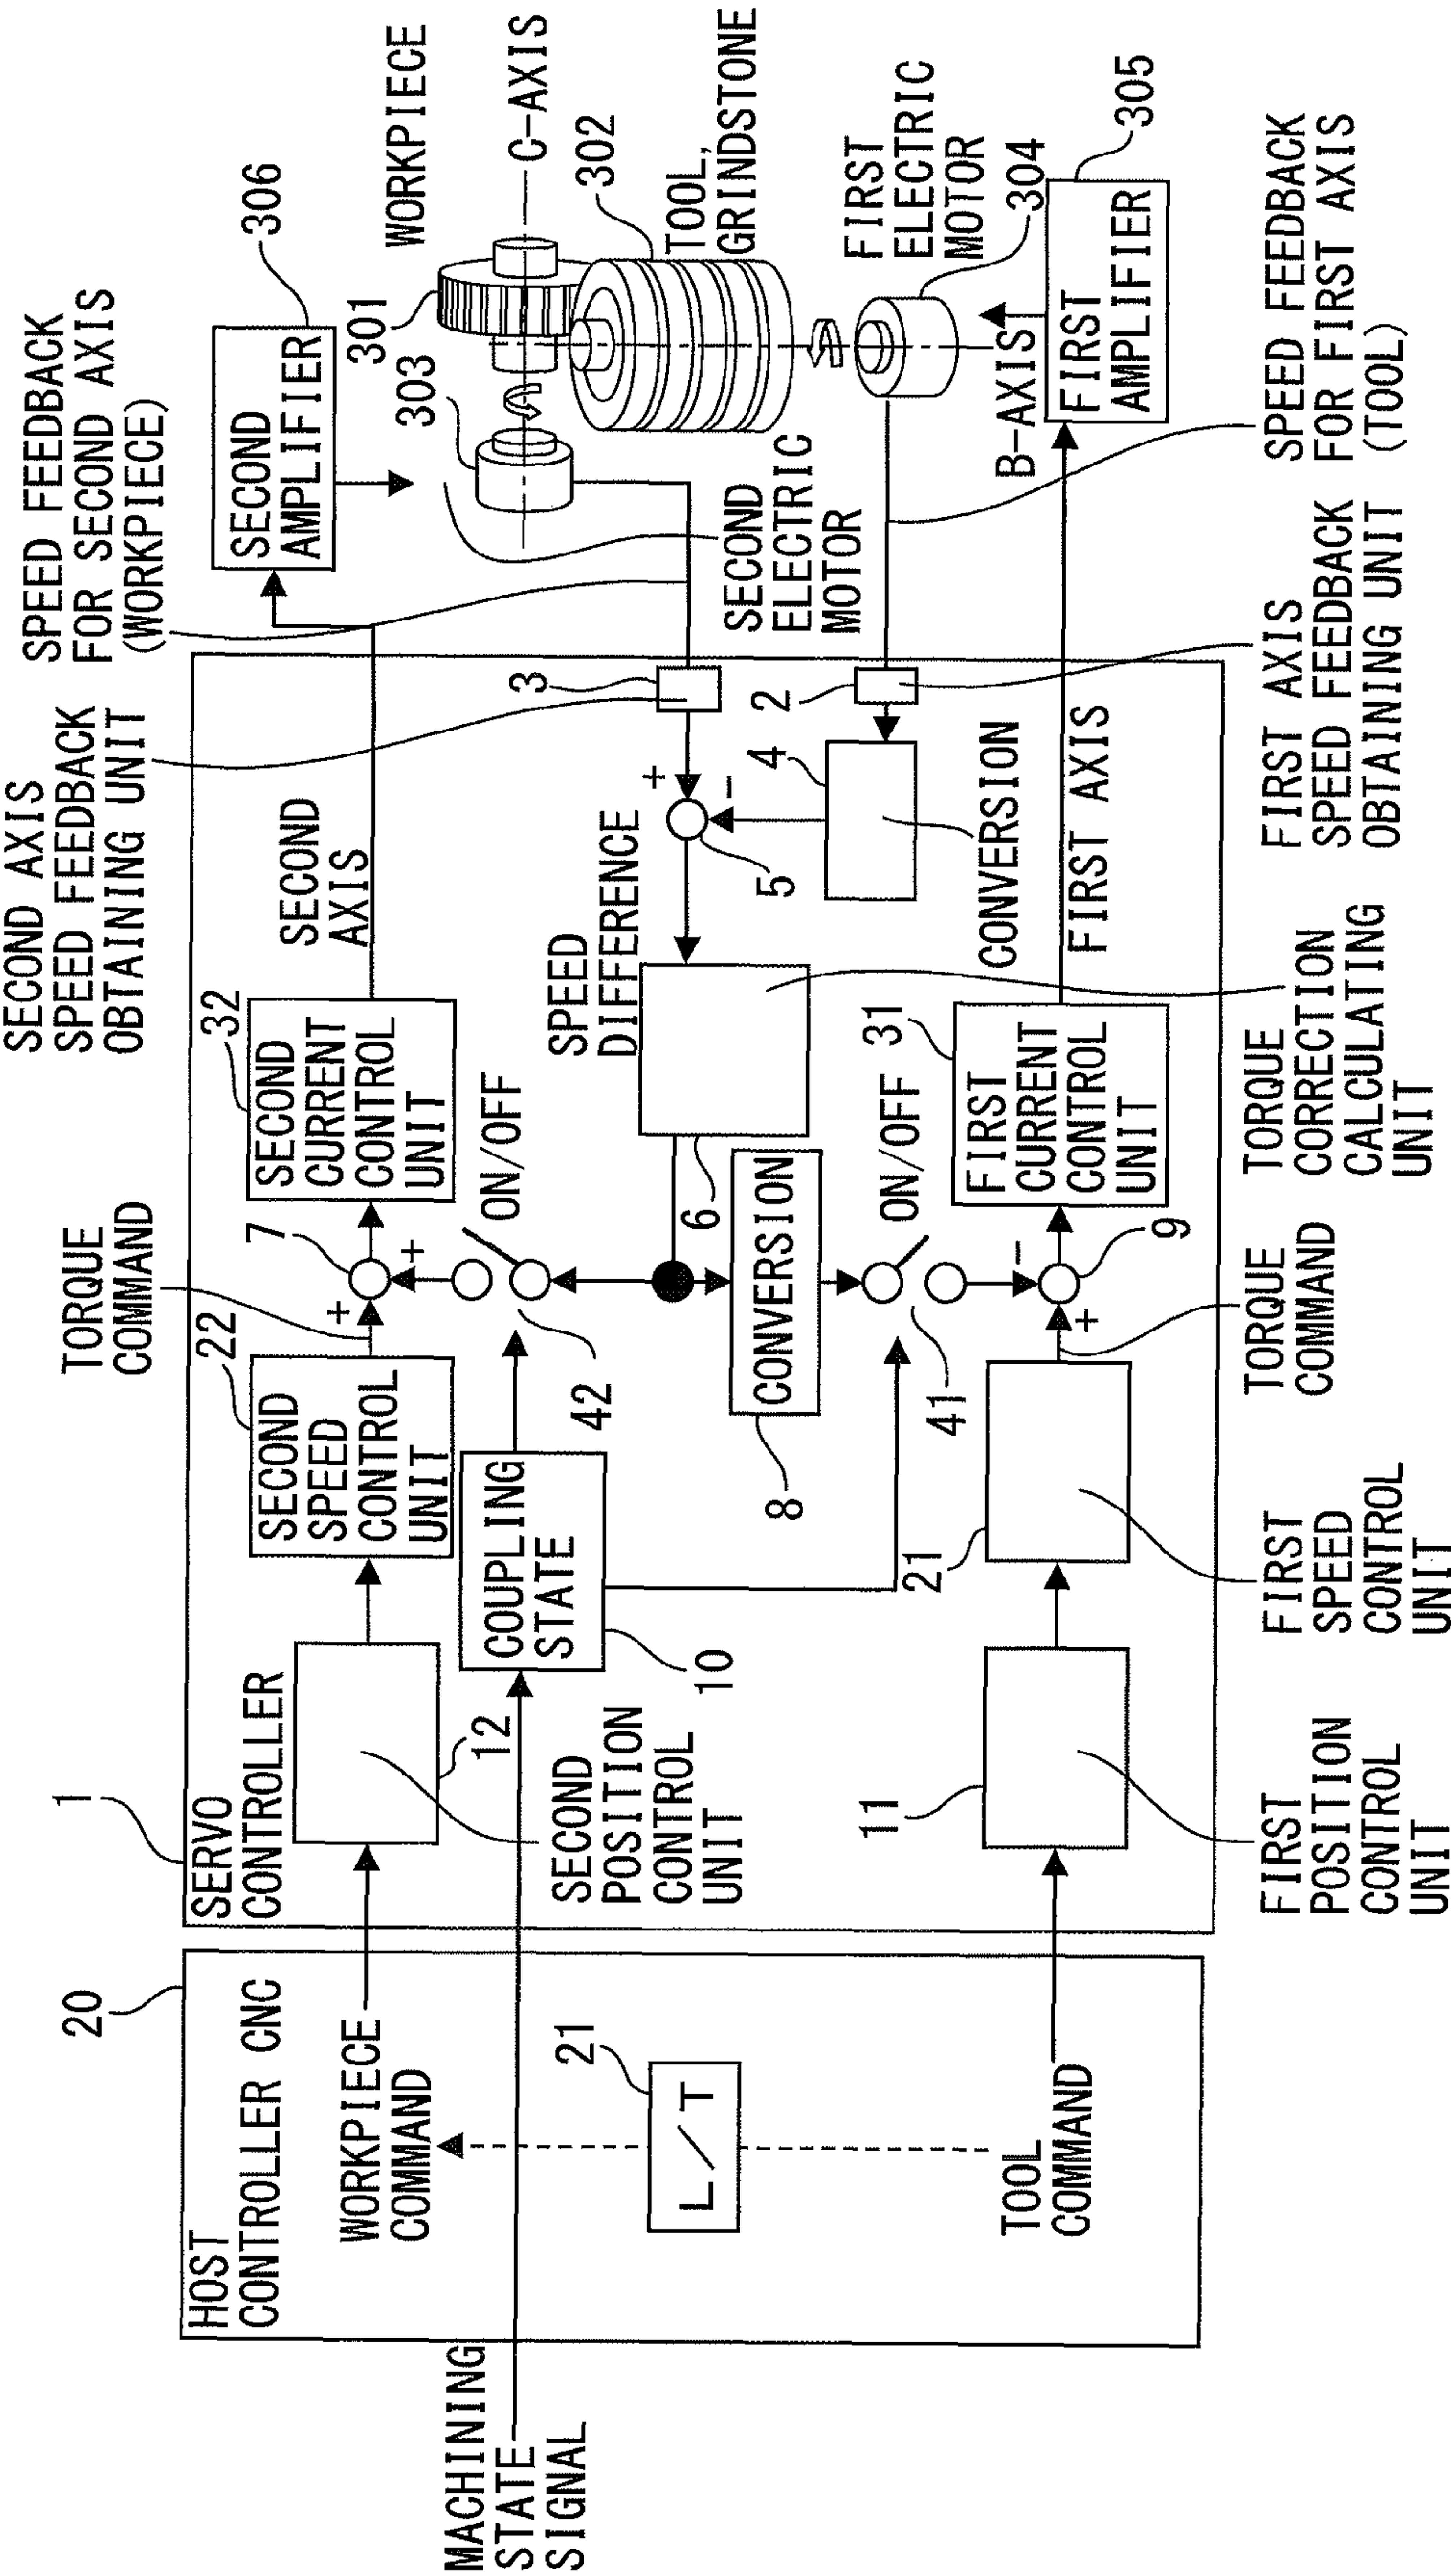 HOST
CONTROLLER CNC
20
WORKPIECE
COMMAND
21
L/T
TOOL
COMMAND
MACHINING
STATE
SIGNAL
1
SERVO
CONTROLLER
12
SECOND
POSITION
CONTROL
UNIT
11
FIRST
POSITION
CONTROL
UNIT
22
SECOND
SPEED
CONTROL
UNIT
COUPLING
STATE
10
21
FIRST
SPEED
CONTROL
UNIT
TORQUE
COMMAND
7
+
+
42
ON/OFF
CONVERSION
8
41
ON/OFF
+
-
9
TORQUE
COMMAND
32
SECOND
CURRENT
CONTROL
UNIT
6
31
FIRST
CURRENT
CONTROL
UNIT
TORQUE
CORRECTION
CALCULATING
UNIT
SECOND
AXIS
SPEED
DIFFERENCE
+
-
5
4
CONVERSION
FIRST AXIS
SECOND AXIS
SPEED FEEDBACK
OBTAINING UNIT
3
2
FIRST AXIS
SPEED FEEDBACK
OBTAINING UNIT
SPEED FEEDBACK
FOR SECOND AXIS
(WORKPIECE)
SECOND
AMPLIFIER
306
303
SECOND
ELECTRIC
MOTOR
301
WORKPIECE
C-AXIS
302
TOOL,
GRINDSTONE
FIRST
ELECTRIC
MOTOR
304
B-AXIS
FIRST
AMPLIFIER
305
SPEED FEEDBACK
FOR FIRST AXIS
(TOOL)